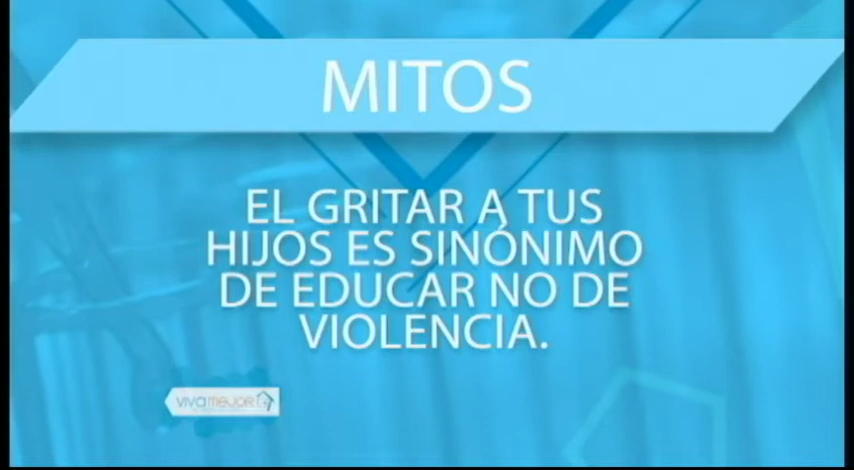 MITOS
EL GRITAR A TUS
HIJOS ES SINÓNIMO
DE EDUCAR NO DE
VIOLENCIA.
vivamejor